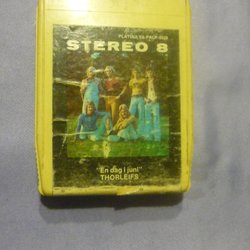 STEREO 8
"En dag i juni"
THORLEIFS